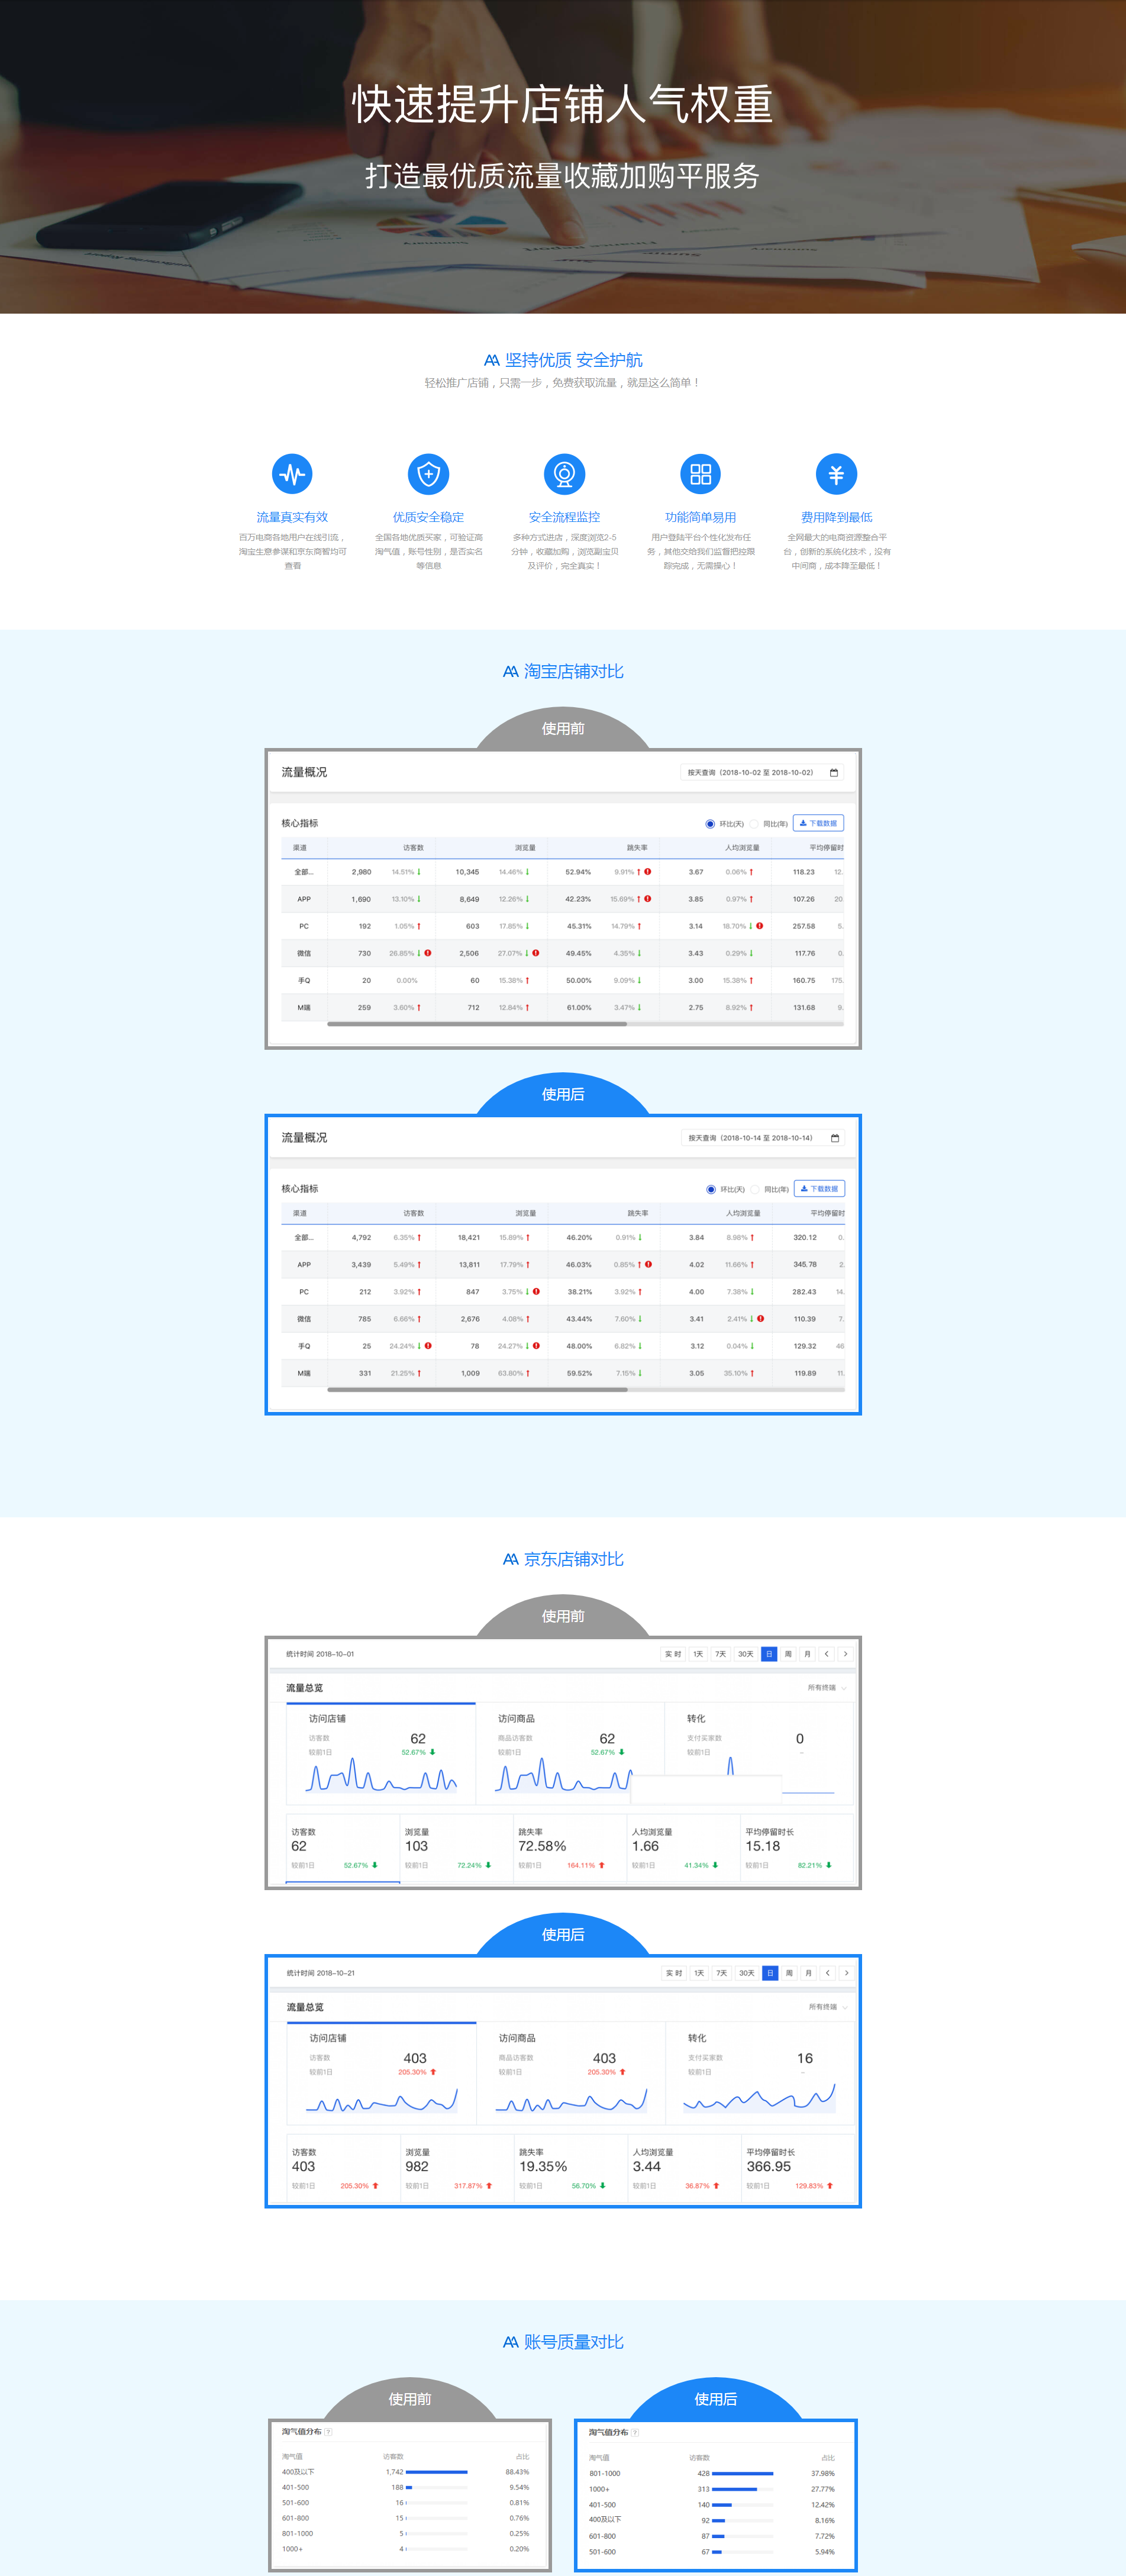 快速提升店铺人气权重
打造最优质流量收藏加购平服务
坚持优质 安全护航
轻松推广店铺，只需一步，免费获取流量，就是这么简单！
流量真实有效
百万电商各地用户在线引流，
淘宝生意参谋和京东商智均可
查看
优质安全稳定
全国各地优质买家，可验证高
淘气值，账号性别，是否实名
等信息
安全流程监控
多种方式进店，深度浏览2-5
分钟，收藏加购，浏览副宝贝
及评价，完全真实！
功能简单易用
用户登陆平台个性化发布任
务，其他交给我们监督把控跟
踪完成，无需操心！
费用降到最低
全网最大的电商资源整合平
台，创新的系统化技术，没有
中间商，成本降至最低！
淘宝店铺对比
使用前
流量概况 按天查询（2018-10-02 至 2018-10-02）
核心指标 环比(天) 同比(年) 下载数据
渠道 访客数 浏览量 跳失率 人均浏览量 平均停留时
全部... 2,980 14.51% 10,345 14.46% 52.94% 9.91% 3.67 0.06% 118.23 12.
APP 1,690 13.10% 8,649 12.26% 42.23% 15.69% 3.85 0.97% 107.26 20
PC 192 1.05% 603 17.85% 45.31% 14.79% 3.14 18.70% 257.58 5.
微信 730 26.85% 2,506 27.07% 49.45% 4.35% 3.43 0.29% 117.76 0.
手Q 20 0.00% 60 15.38% 50.00% 9.09% 3.00 15.38% 160.75 175.
M端 259 3.60% 712 12.84% 61.00% 3.47% 2.75 8.92% 131.68 9.
使用后
流量概况 按天查询（2018-10-14 至 2018-10-14）
核心指标 环比(天) 同比(年) 下载数据
渠道 访客数 浏览量 跳失率 人均浏览量 平均停留时
全部... 4,792 6.35% 18,421 15.89% 46.20% 0.91% 3.84 8.98% 320.12 0.
APP 3,439 5.49% 13,811 17.79% 46.03% 0.85% 4.02 11.66% 345.78 2.
PC 212 3.92% 847 3.75% 38.21% 3.92% 4.00 7.38% 282.43 14.
微信 785 6.66% 2,676 4.08% 43.44% 7.60% 3.41 2.41% 110.39 7.
手Q 25 24.24% 78 24.27% 48.00% 6.82% 3.12 0.04% 129.32 46
M端 331 21.25% 1,009 63.80% 59.52% 7.15% 3.05 35.10% 119.89 11.
京东店铺对比
使用前
统计时间 2018-10-01 实 时 1天 7天 30天 日 周 月
流量总览 所有终端
访问店铺 访问商品 转化
访客数 62 商品访客数 62 支付买家数 0
较前1日 52.67% 较前1日 52.67% 较前1日 -
访客数 浏览量 跳失率 人均浏览量 平均停留时长
62 103 72.58% 1.66 15.18
较前1日 52.67% 较前1日 72.24% 较前1日 164.11% 较前1日 41.34% 较前1日 82.21%
使用后
统计时间 2018-10-21 实 时 1天 7天 30天 日 周 月
流量总览 所有终端
访问店铺 访问商品 转化
访客数 403 商品访客数 403 支付买家数 16
较前1日 205.30% 较前1日 205.30% 较前1日 -
访客数 浏览量 跳失率 人均浏览量 平均停留时长
403 982 19.35% 3.44 366.95
较前1日 205.30% 较前1日 317.87% 较前1日 56.70% 较前1日 36.87% 较前1日 129.83%
账号质量对比
使用前
淘气值分布 ?
淘气值 访客数 占比
400及以下 1,742 88.43%
401-500 188 9.54%
501-600 16 0.81%
601-800 15 0.76%
801-1000 5 0.25%
1000+ 4 0.20%
使用后
淘气值分布 ?
淘气值 访客数 占比
801-1000 428 37.98%
1000+ 313 27.77%
401-500 140 12.42%
400及以下 92 8.16%
601-800 87 7.72%
501-600 67 5.94%